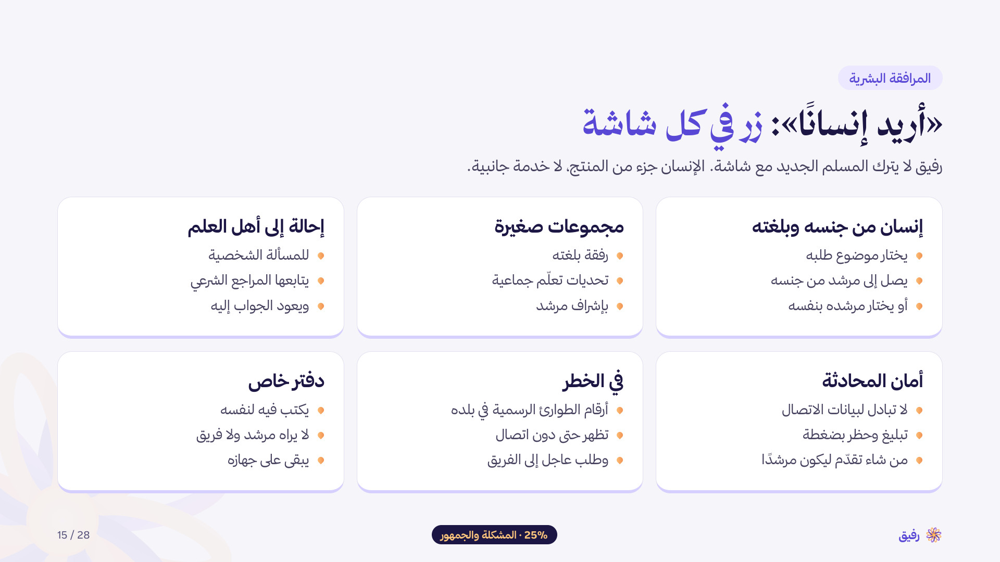 المرافقة البشرية
«أريد إنسانًا»: زر في كل شاشة
رفيق لا يترك المسلم الجديد مع شاشة. الإنسان جزء من المنتج، لا خدمة جانبية.
إنسان من جنسه وبلغته
يختار موضوع طلبه
يصل إلى مرشد من جنسه
أو يختار مرشده بنفسه
مجموعات صغيرة
رفقة بلغته
تحديات تعلّم جماعية
بإشراف مرشد
إحالة إلى أهل العلم
للمسألة الشخصية
يتابعها المراجع الشرعي
ويعود الجواب إليه
أمان المحادثة
لا تبادل لبيانات الاتصال
تبليغ وحظر بضغطة
من شاء تقدّم ليكون مرشدًا
في الخطر
أرقام الطوارئ الرسمية في بلده
تظهر حتى دون اتصال
وطلب عاجل إلى الفريق
دفتر خاص
يكتب فيه لنفسه
لا يراه مرشد ولا فريق
يبقى على جهازه
رفيق
25% · المشكلة والجمهور
15 / 28